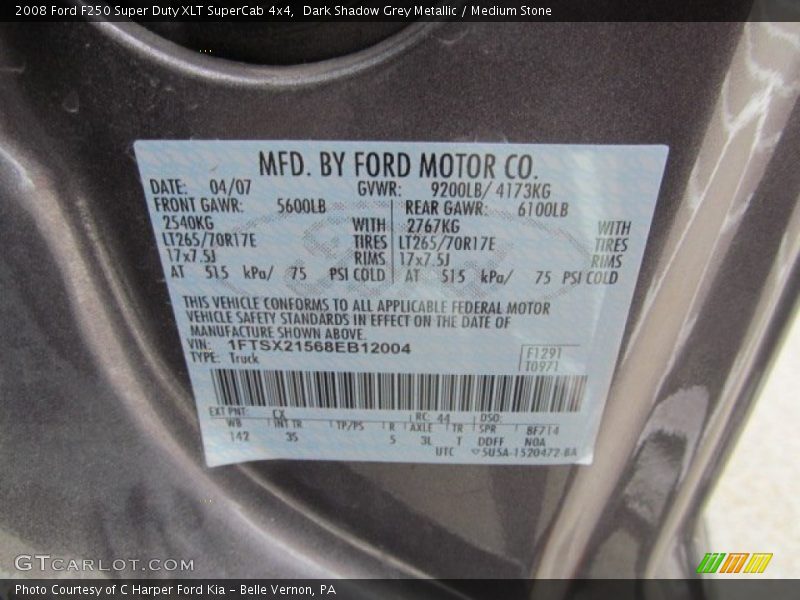 2008 Ford F250 Super Duty XLT SuperCab 4x4,  Dark Shadow Grey Metallic / Medium Stone
MFD. BY FORD MOTOR CO.
DATE: 04/07 GVWR: 9200LB/ 4173KG
FRONT GAWR: 5600LB REAR GAWR: 6100LB
2540KG WITH 2767KG WITH
LT265/70R17E TIRES LT265/70R17E TIRES
17x7.5J RIMS 17x7.5J RIMS
AT 515 kPa/ 75 PSI COLD AT 515 kPa/ 75 PSI COLD
THIS VEHICLE CONFORMS TO ALL APPLICABLE FEDERAL MOTOR
VEHICLE SAFETY STANDARDS IN EFFECT ON THE DATE OF
MANUFACTURE SHOWN ABOVE.
VIN: 1FTSX21568EB12004
TYPE: Truck
F1291
T0971
EXT PNT: CX RC: 44 DSO:
WB INT TR TP/PS R AXLE TR SPR 8F714
142 3S 5 3L T DDFF N0A
UTC 5U5A-1520472-BA
GTCARLOT.COM
Photo Courtesy of C Harper Ford Kia – Belle Vernon, PA